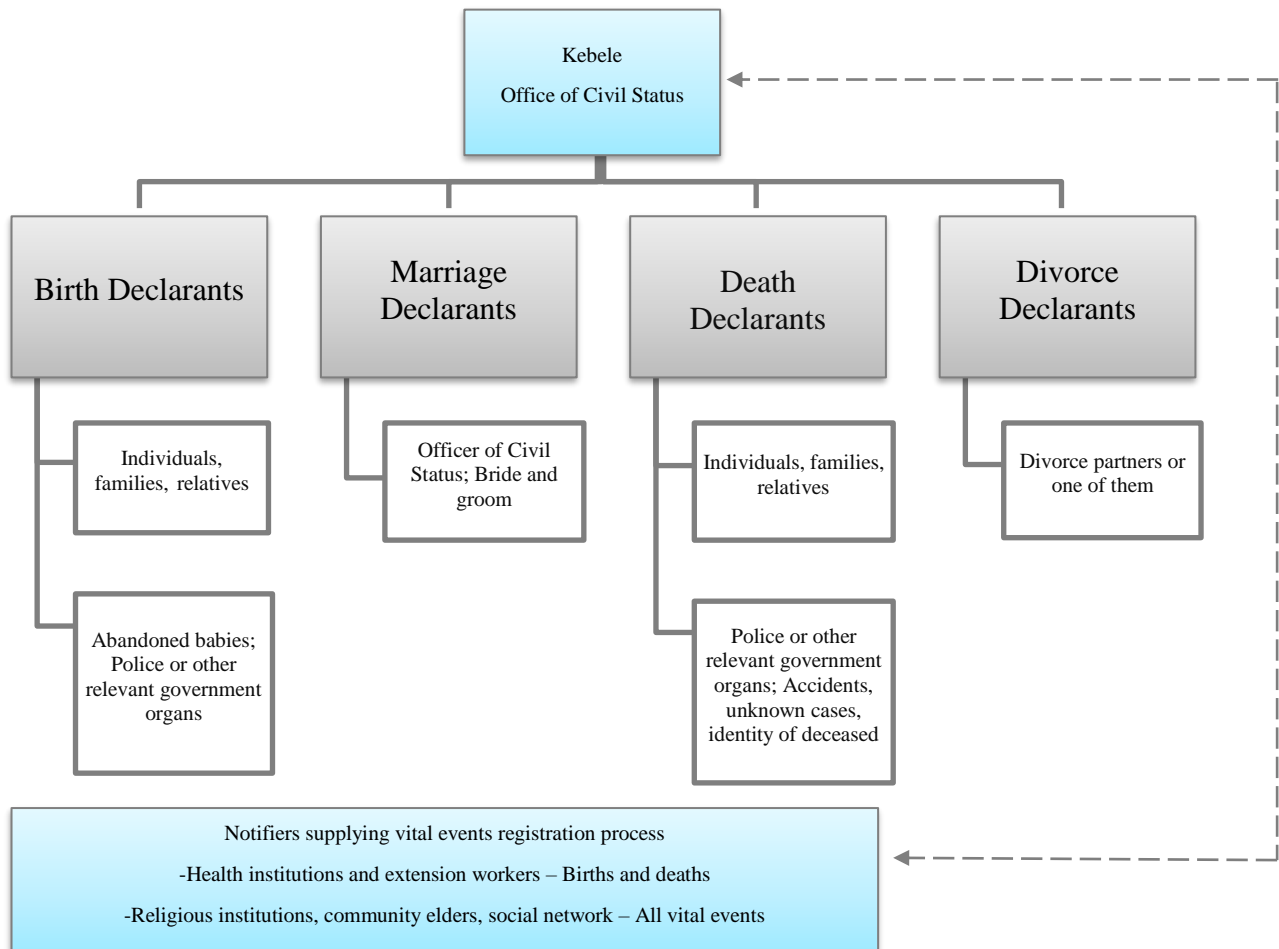 Kebele
Office of Civil Status
Birth Declarants
Marriage
Declarants
Death
Declarants
Divorce
Declarants
Individuals,
families, relatives
Officer of Civil
Status; Bride and
groom
Individuals, families,
relatives
Divorce partners or
one of them
Abandoned babies;
Police or other
relevant government
organs
Police or other
relevant government
organs; Accidents,
unknown cases,
identity of deceased
Notifiers supplying vital events registration process
-Health institutions and extension workers – Births and deaths
-Religious institutions, community elders, social network – All vital events